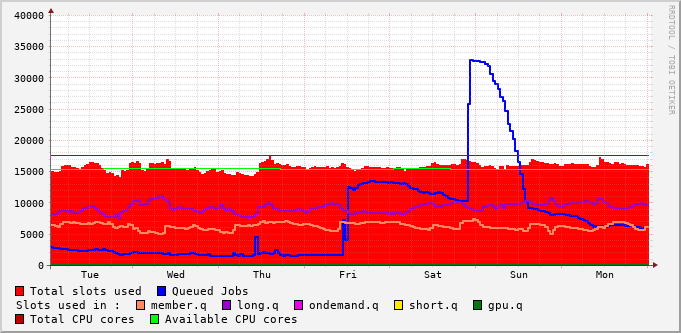 40000
35000
30000
25000
20000
15000
10000
5000
0
Tue Wed Thu Fri Sat Sun Mon
RRDTOOL / TOBI OETIKER
Total slots used Queued Jobs
Slots used in : member.q long.q ondemand.q short.q gpu.q
Total CPU cores Available CPU cores